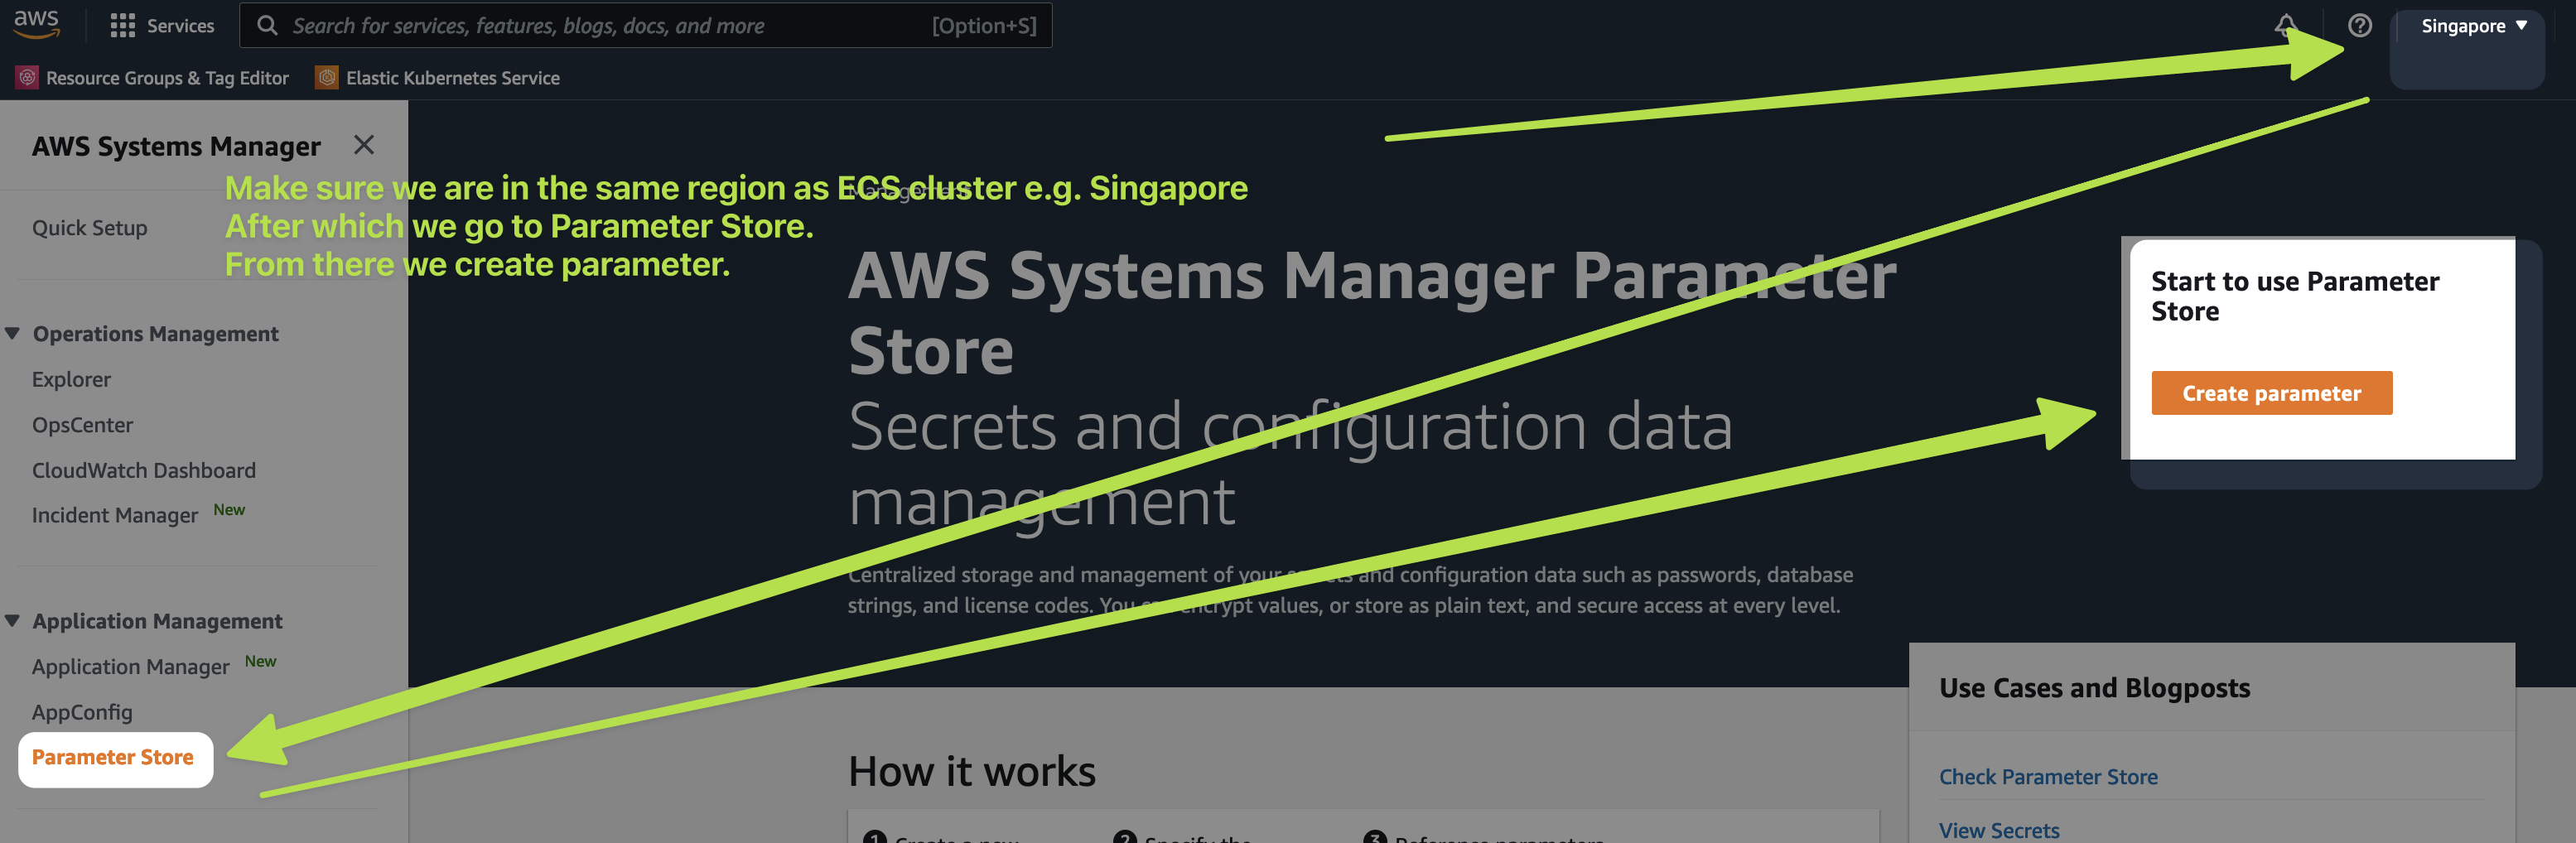 aws
Services
Search for services, features, blogs, docs, and more
[Option+S]
Singapore
Resource Groups & Tag Editor
Elastic Kubernetes Service
AWS Systems Manager
Quick Setup
Operations Management
Explorer
OpsCenter
CloudWatch Dashboard
Incident Manager New
Application Management
Application Manager New
AppConfig
Parameter Store
Make sure we are in the same region as ECS cluster e.g. Singapore
After which we go to Parameter Store.
From there we create parameter.
Management
AWS Systems Manager Parameter
Store
Secrets and configuration data
management
Centralized storage and management of your secrets and configuration data such as passwords, database
strings, and license codes. You can encrypt values, or store as plain text, and secure access at every level.
Start to use Parameter
Store
Create parameter
How it works
1 Create a new
2 Specify the
3 Reference parameters
Use Cases and Blogposts
Check Parameter Store
View Secrets